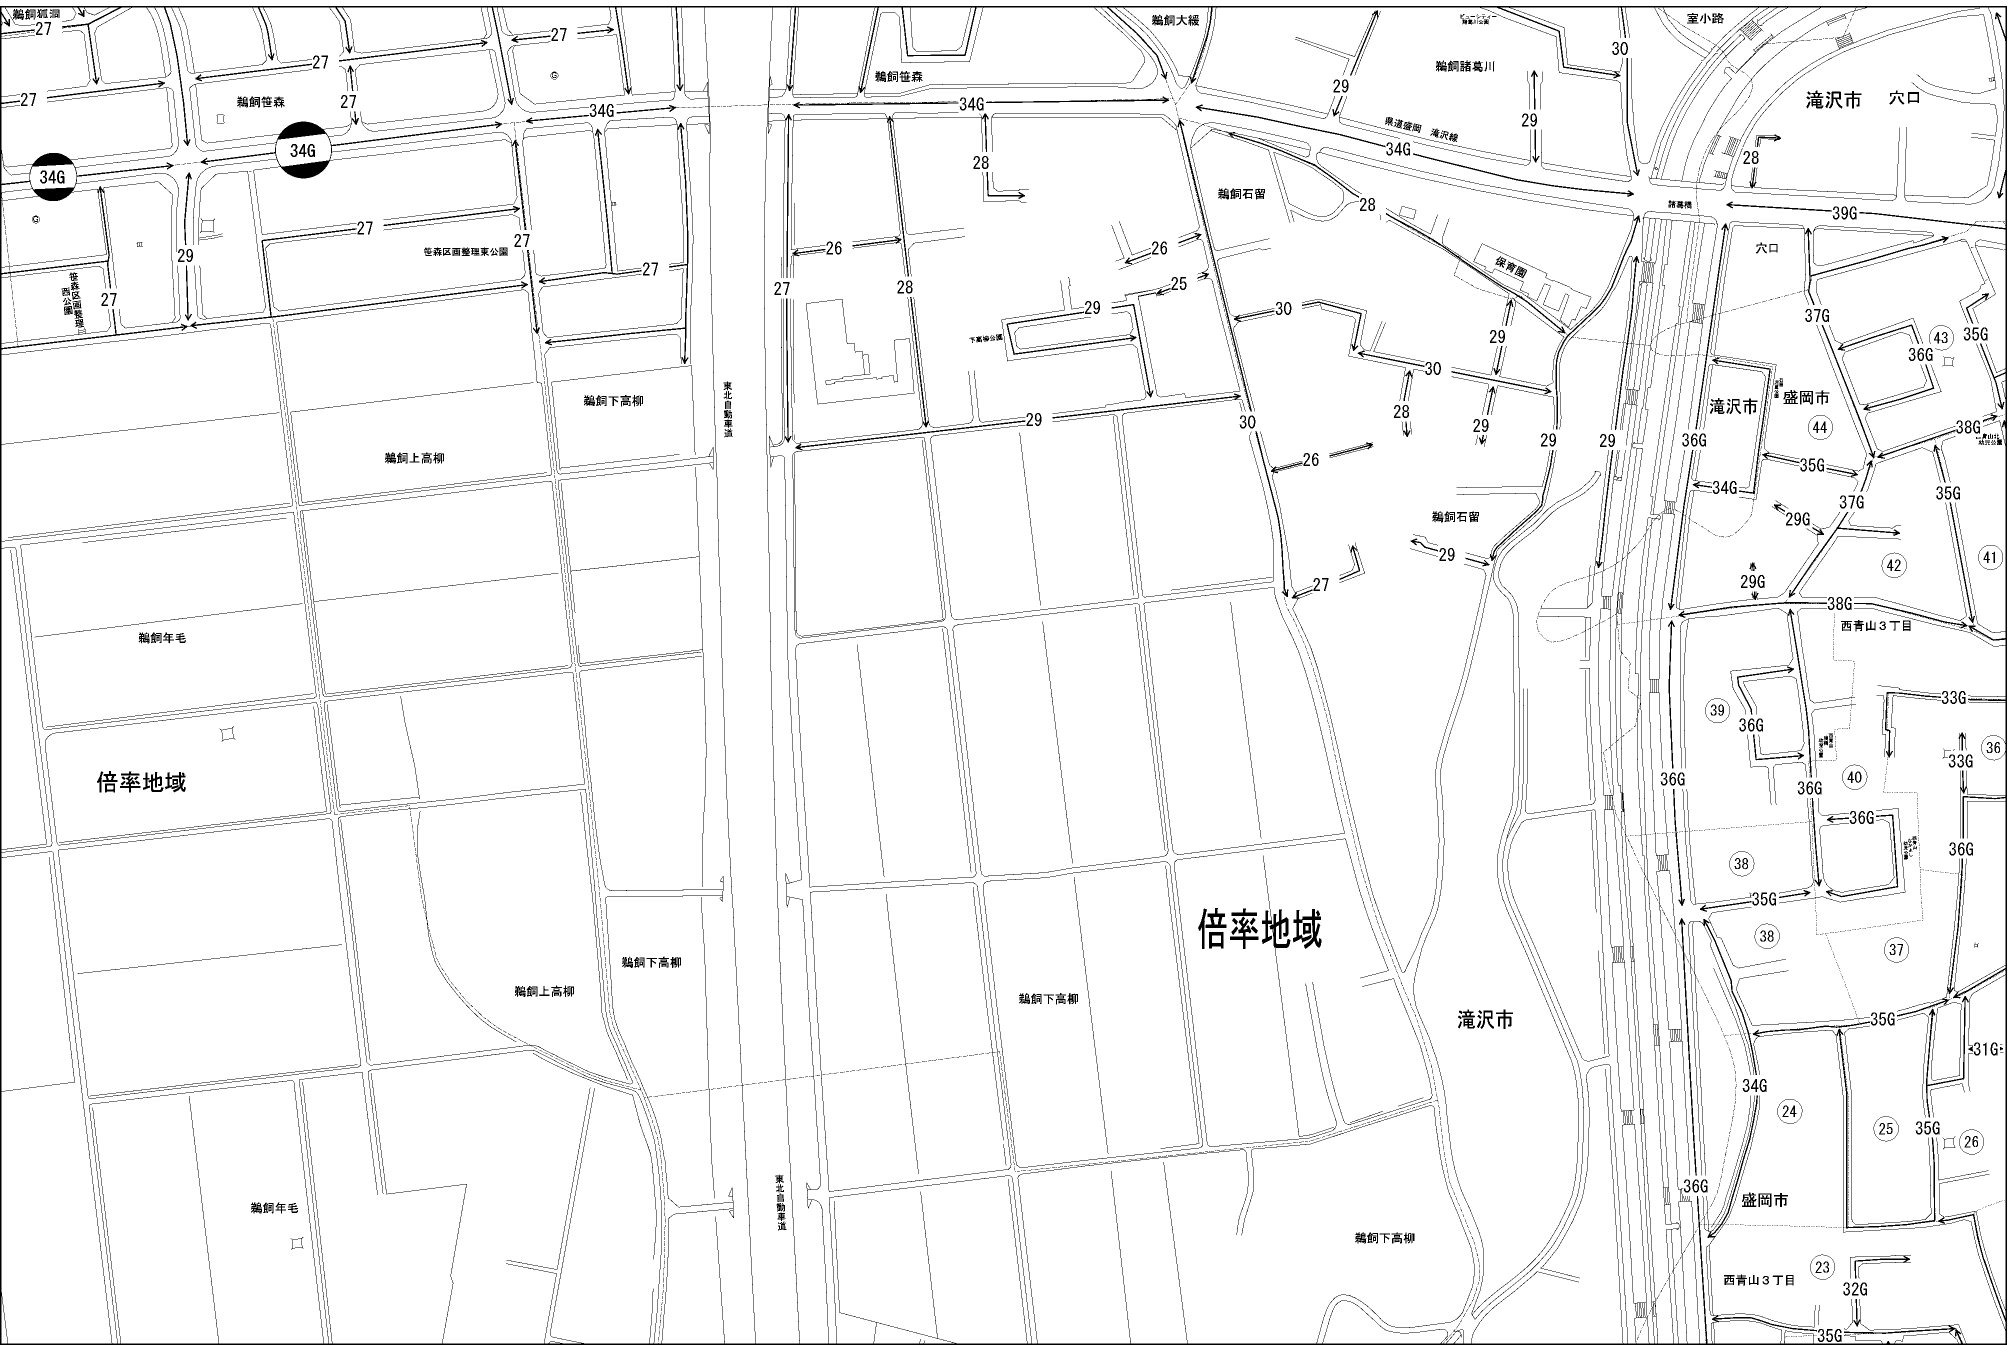 鵜飼狐洞
27
27
27
鵜飼大緩
室小路
30
鵜飼諸葛川
鵜飼笹森
27
27
鵜飼笹森
34G
34G
29
滝沢市
穴口
29
県道盛岡 滝沢線
34G
34G
34G
28
28
鵜飼石留
28
諸葛橋
39G
27
27
笹森区画整理東公園
29
27
27
笹森区画整理
西公園
26
26
27
28
25
29
30
保育園
穴口
37G
35G
43
36G
29
下高柳公園
30
鵜飼下高柳
東北自動車道
28
29
29
30
29
29
滝沢市
盛岡市
44
38G
36G
35G
鵜飼上高柳
26
34G
35G
37G
鵜飼石留
29G
29
27
41
42
29G
38G
西青山3丁目
鵜飼年毛
33G
39
36G
36
33G
40
36G
36G
倍率地域
36G
36G
38
35G
倍率地域
38
37
鵜飼下高柳
鵜飼上高柳
鵜飼下高柳
滝沢市
35G
31G
34G
24
25
35G
26
36G
盛岡市
東北自動車道
鵜飼年毛
鵜飼下高柳
23
西青山3丁目
32G
35G